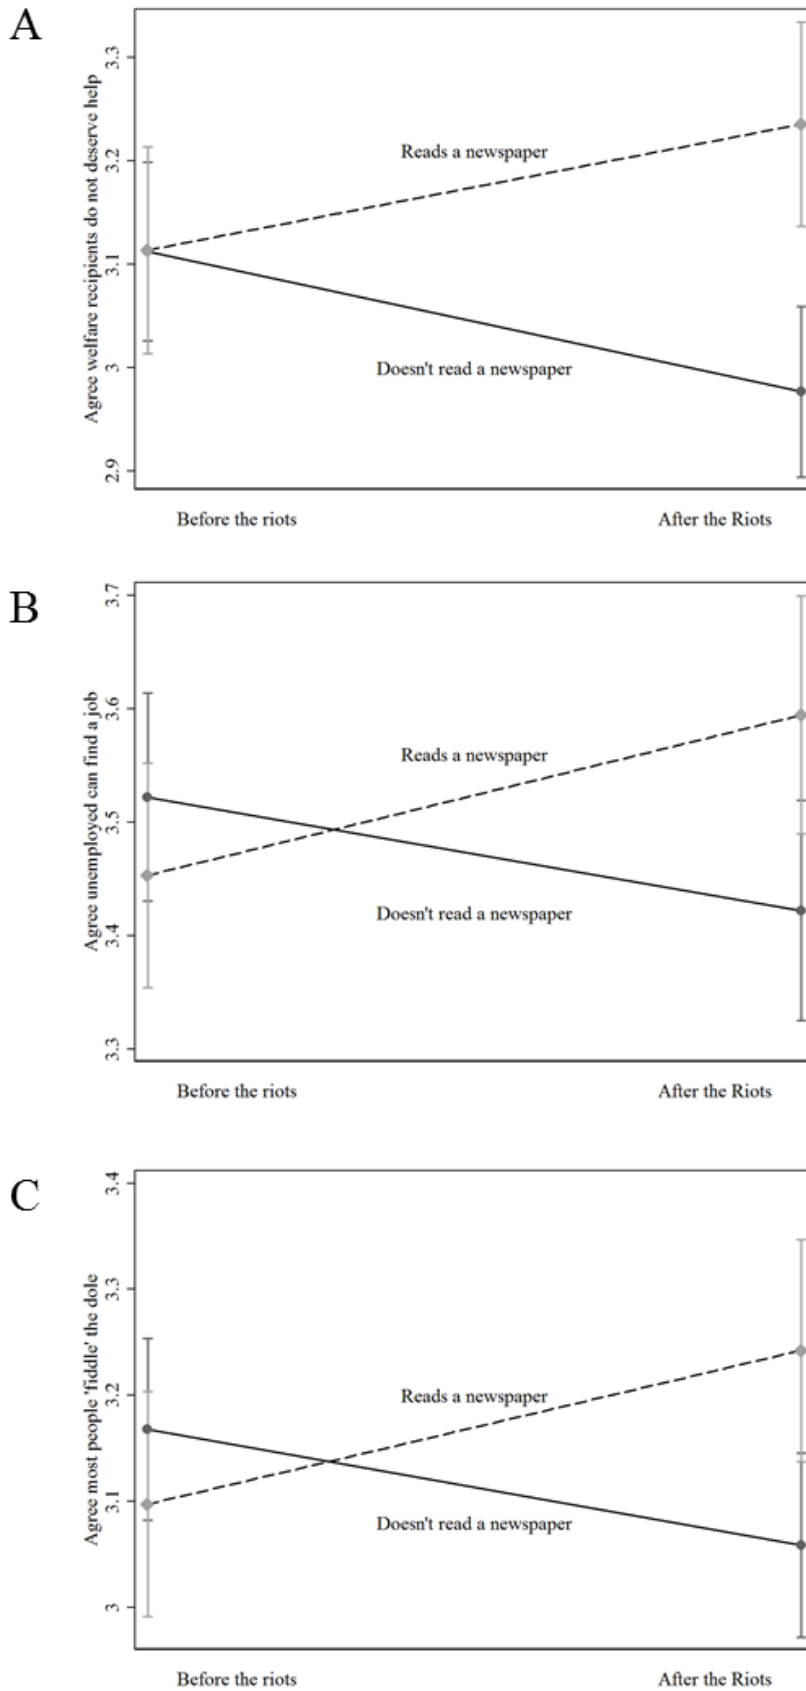 A
Agree welfare recipients do not deserve help
3.3
3.2
3.1
3
2.9
Reads a newspaper
Doesn't read a newspaper
Before the riots
After the Riots
B
Agree unemployed can find a job
3.7
3.6
3.5
3.4
3.3
Reads a newspaper
Doesn't read a newspaper
Before the riots
After the Riots
C
Agree most people 'fiddle' the dole
3.4
3.3
3.2
3.1
3
Reads a newspaper
Doesn't read a newspaper
Before the riots
After the Riots